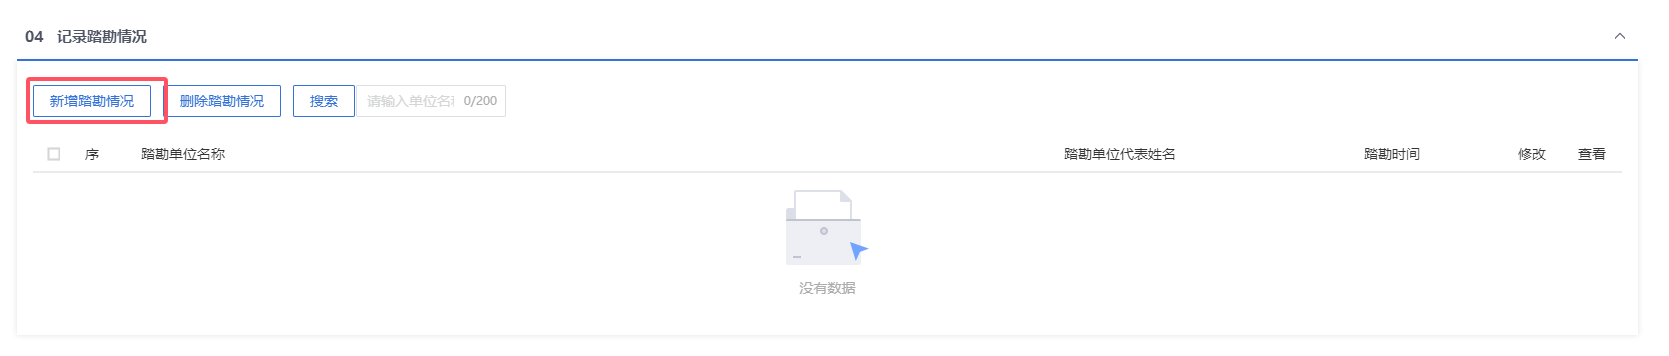 04 记录踏勘情况
新增踏勘情况 删除踏勘情况 搜索 请输入单位名称 0/200
序 踏勘单位名称 踏勘单位代表姓名 踏勘时间 修改 查看
没有数据